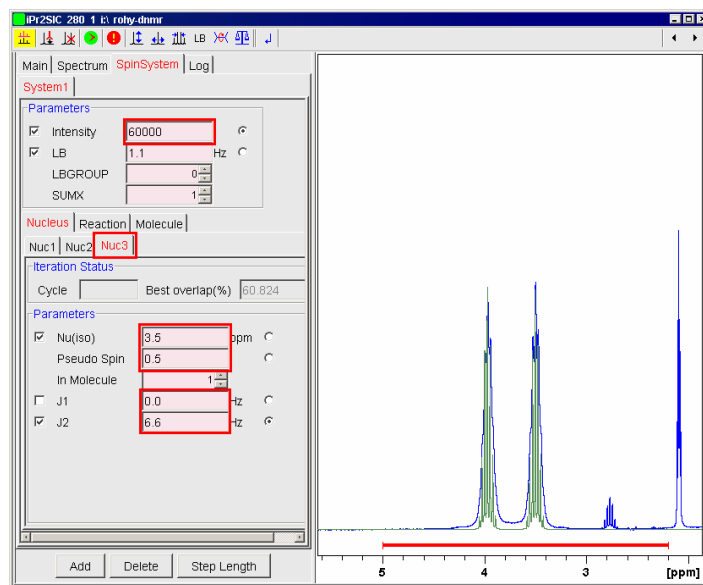 iPr2SIC 280 1 i:\ rohy-dnmr
LB
Main Spectrum SpinSystem Log
System1
Parameters
Intensity 60000
LB 1.1 Hz
LBGROUP 0
SUMX 1
Nucleus Reaction Molecule
Nuc1 Nuc2 Nuc3
Iteration Status
Cycle Best overlap(%) 60.824
Parameters
Nu(iso) 3.5 ppm
Pseudo Spin 0.5
In Molecule 1
J1 0.0 Hz
J2 6.6 Hz
Add Delete Step Length
5 4 3 [ppm]